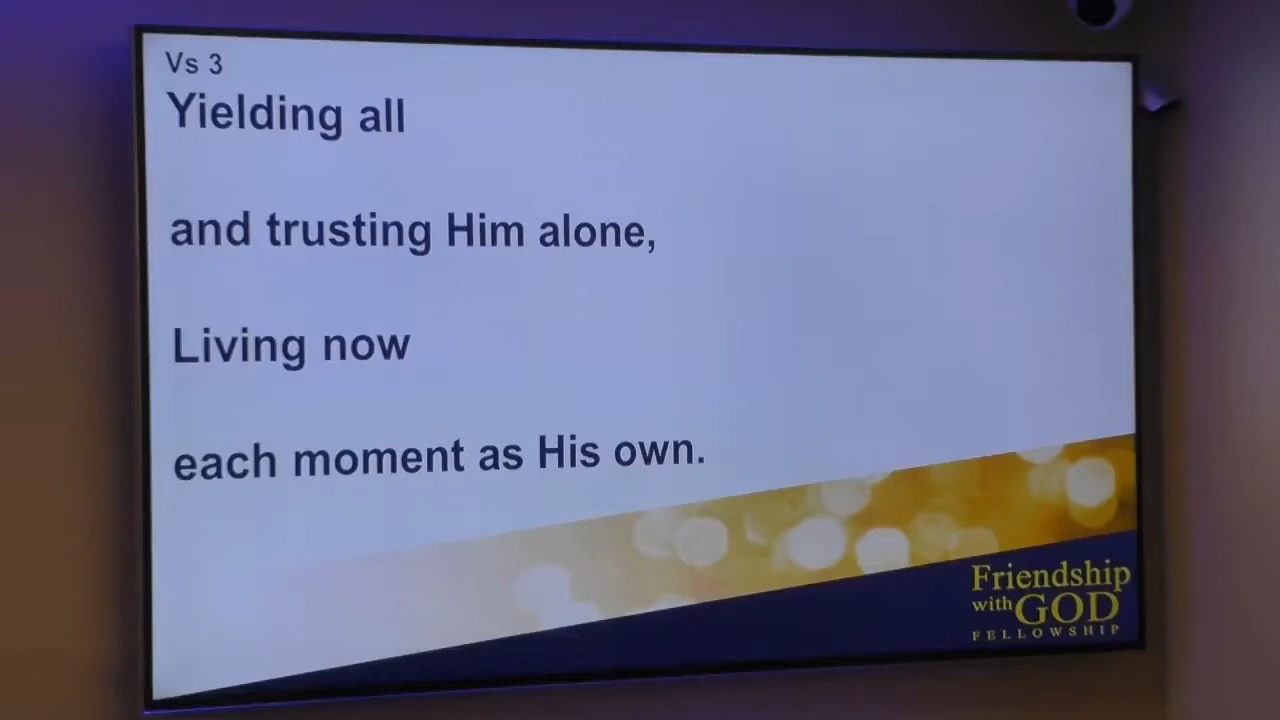 Vs 3
Yielding all
and trusting Him alone,
Living now
each moment as His own.
Friendship
with GOD
FELLOWSHIP